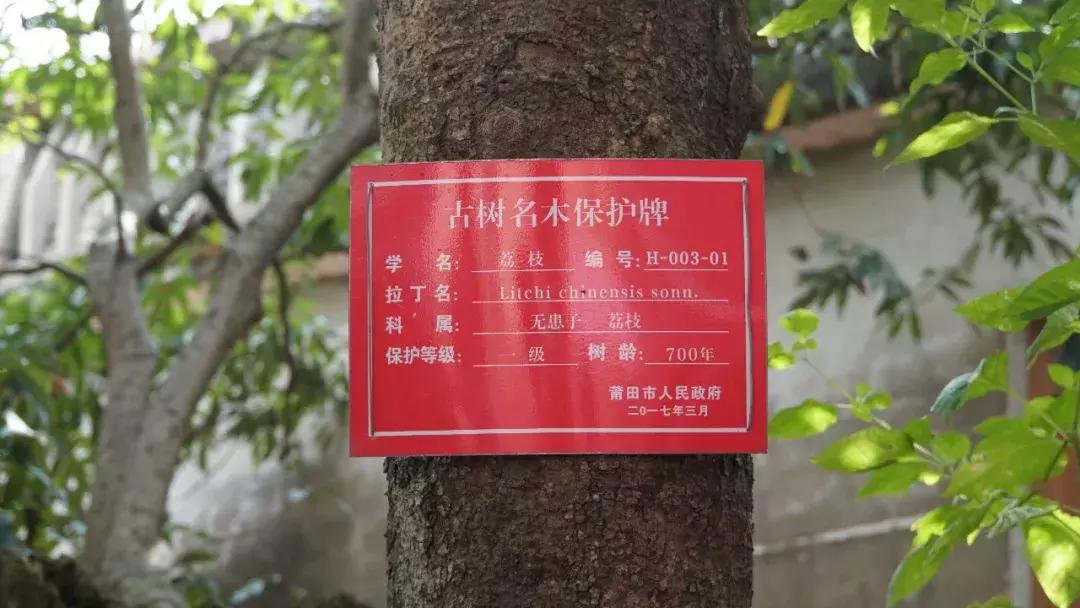 古树名木保护牌
学 名: 荔枝 编号: H-003-01
拉丁名: Litchi chinensis sonn.
科 属: 无患子 荔枝
保护等级: 一级 树龄: 700年
莆田市人民政府
二〇一七年三月